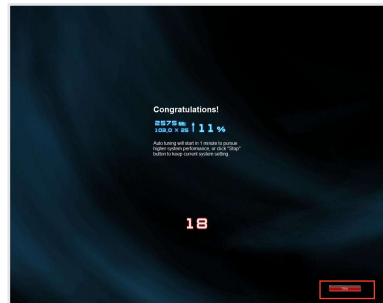 Congratulations!
2575 MHz
103.0 × 25 ↑ 11 %
Auto tuning will start in 1 minute to pursue
higher system performance, or click "Stop"
button to keep current system setting
18
Stop